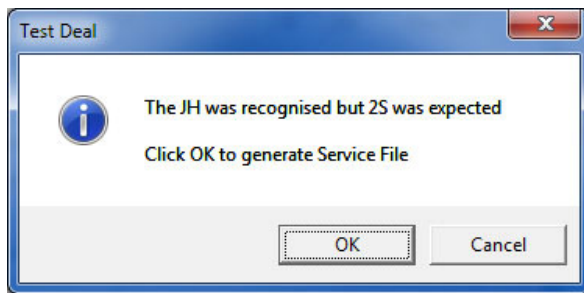 Test Deal
The JH was recognised but 2S was expected
Click OK to generate Service File
OK
Cancel